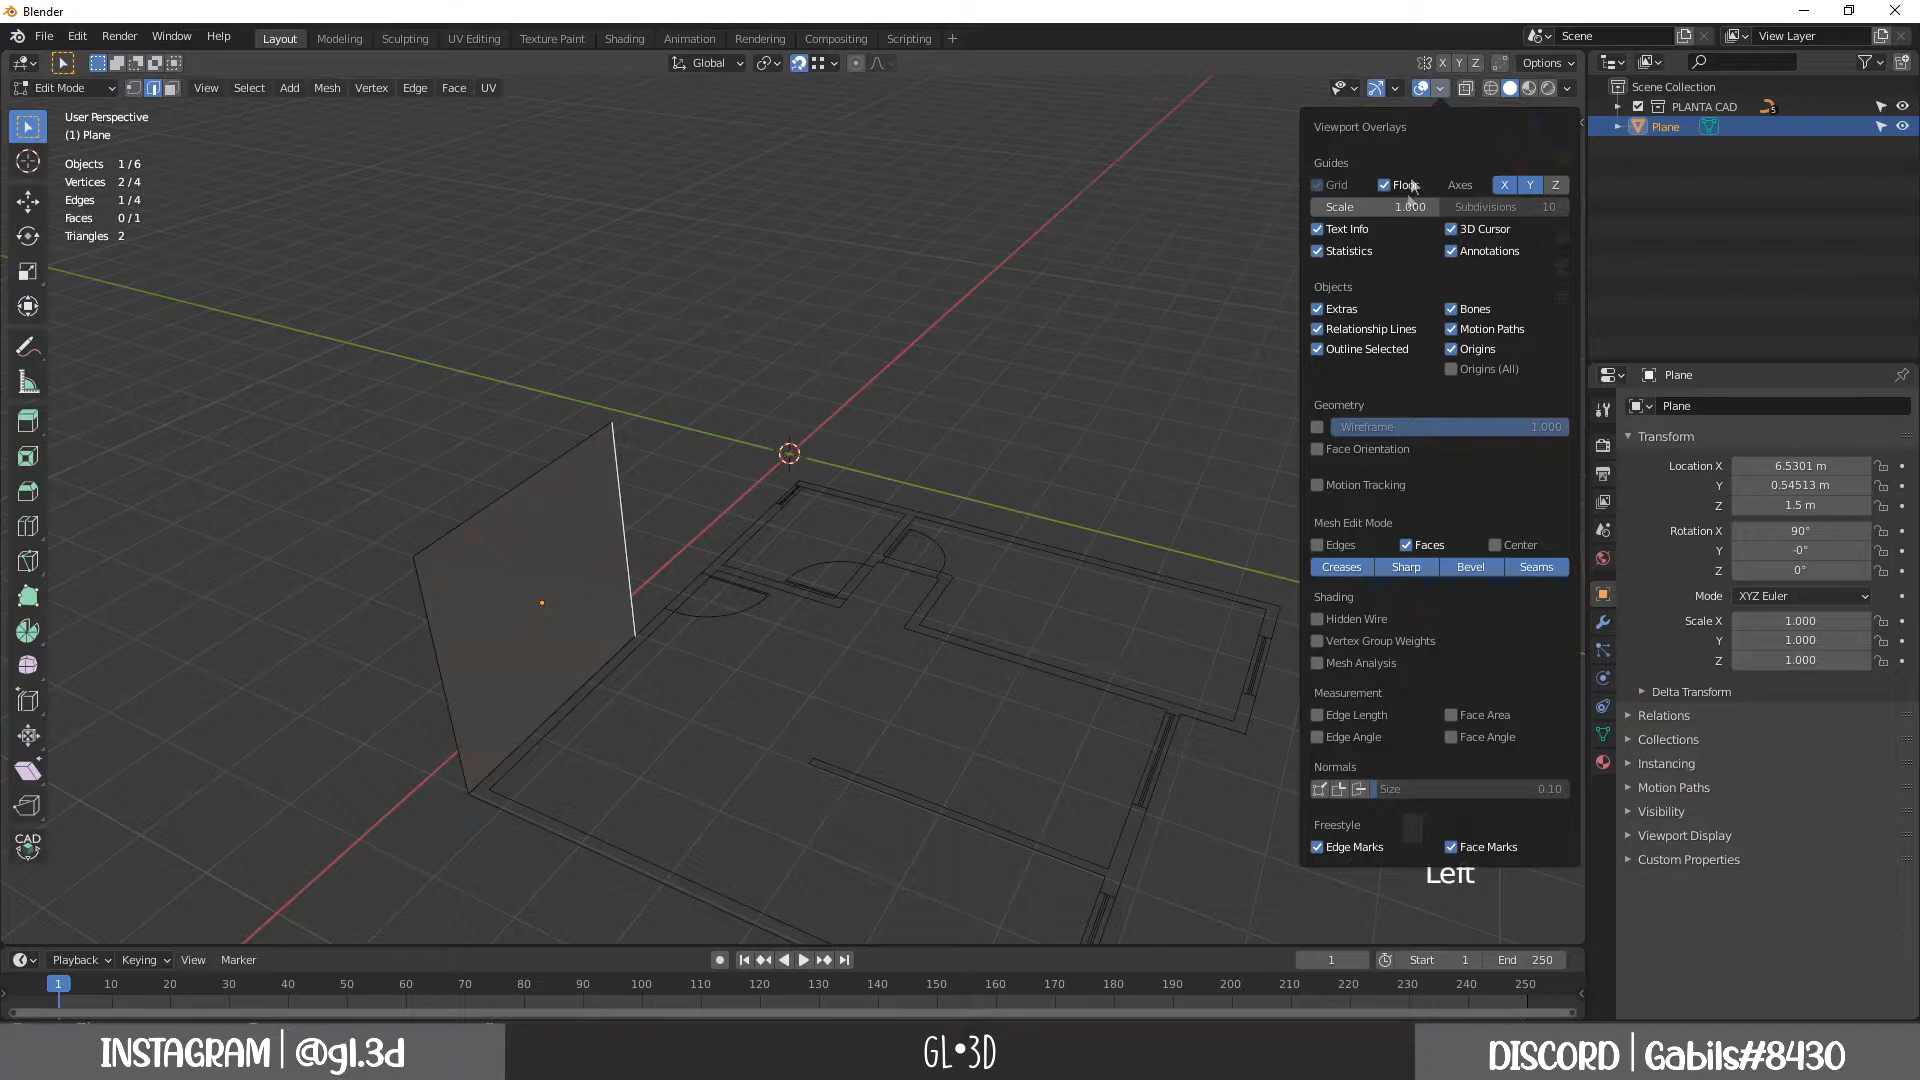 Blender
File Edit Render Window Help
Layout Modeling Sculpting UV Editing Texture Paint Shading Animation Rendering Compositing Scripting +
Scene View Layer
Global X Y Z Options
Edit Mode View Select Add Mesh Vertex Edge Face UV
User Perspective
(1) Plane
Objects 1 / 6
Vertices 2 / 4
Edges 1 / 4
Faces 0 / 1
Triangles 2
CAD
Viewport Overlays
Guides
Grid Floor Axes X Y Z
Scale 1.000 Subdivisions 10
Text Info 3D Cursor
Statistics Annotations
Objects
Extras Bones
Relationship Lines Motion Paths
Outline Selected Origins
Origins (All)
Geometry
Wireframe 1.000
Face Orientation
Motion Tracking
Mesh Edit Mode
Edges Faces Center
Creases Sharp Bevel Seams
Shading
Hidden Wire
Vertex Group Weights
Mesh Analysis
Measurement
Edge Length Face Area
Edge Angle Face Angle
Normals
Size 0.10
Freestyle
Edge Marks Face Marks
Left
Scene Collection
PLANTA CAD 5
Plane
Plane
Plane
Transform
Location X 6.5301 m
Y 0.54513 m
Z 1.5 m
Rotation X 90°
Y -0°
Z 0°
Mode XYZ Euler
Scale X 1.000
Y 1.000
Z 1.000
Delta Transform
Relations
Collections
Instancing
Motion Paths
Visibility
Viewport Display
Custom Properties
Playback Keying View Marker 1 Start 1 End 250
1 10 20 30 40 50 60 70 80 90 100 110 120 130 140 150 160 170 180 190 200 210 220 230 240 250
INSTAGRAM | @gl.3d GL•3D DISCORD | Gabils#8430